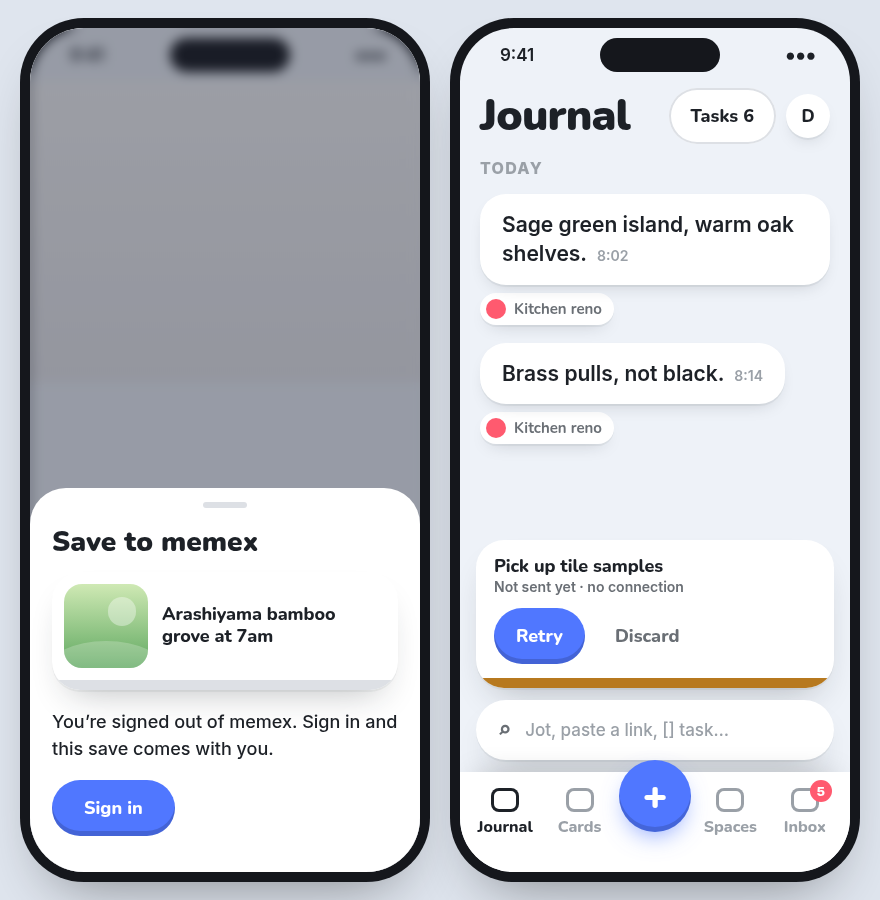 Save to memex
Arashiyama bamboo
grove at 7am
You’re signed out of memex. Sign in and
this save comes with you.
Sign in
9:41
Journal
Tasks 6
D
TODAY
Sage green island, warm oak
shelves. 8:02
Kitchen reno
Brass pulls, not black. 8:14
Kitchen reno
Pick up tile samples
Not sent yet · no connection
Retry
Discard
Jot, paste a link, [] task...
Journal
Cards
Spaces
Inbox
5